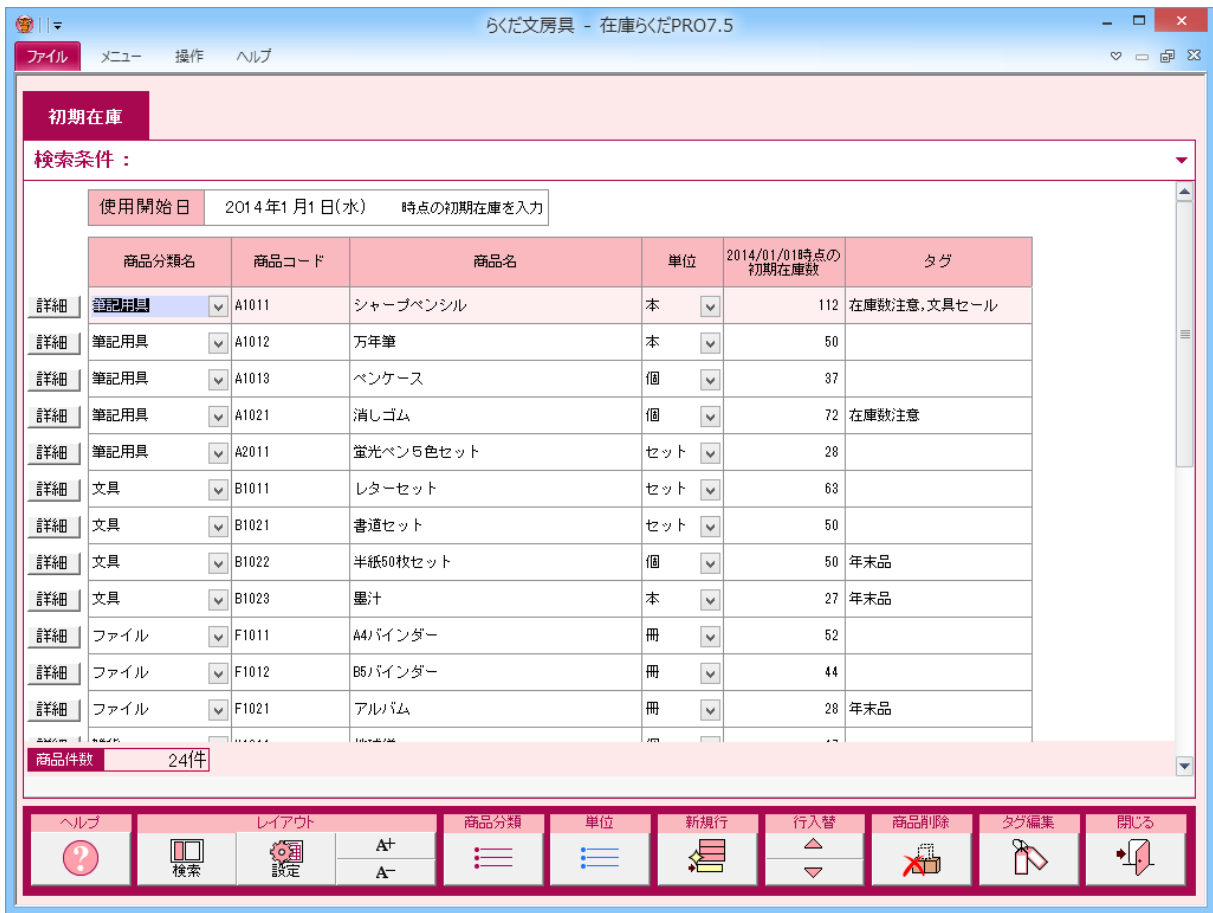 らくだ文房具 - 在庫らくだPRO7.5
ファイル メニュー 操作 ヘルプ
初期在庫
検索条件：
使用開始日 2014年1月1日(水) 時点の初期在庫を入力
商品分類名 商品コード 商品名 単位 2014/01/01時点の初期在庫数 タグ
詳細 筆記用具 A1011 シャープペンシル 本 112 在庫数注意,文具セール
詳細 筆記用具 A1012 万年筆 本 50
詳細 筆記用具 A1013 ペンケース 個 37
詳細 筆記用具 A1021 消しゴム 個 72 在庫数注意
詳細 筆記用具 A2011 蛍光ペン５色セット セット 28
詳細 文具 B1011 レターセット セット 63
詳細 文具 B1021 書道セット セット 50
詳細 文具 B1022 半紙50枚セット 個 50 年末品
詳細 文具 B1023 墨汁 本 27 年末品
詳細 ファイル F1011 A4バインダー 冊 52
詳細 ファイル F1012 B5バインダー 冊 44
詳細 ファイル F1021 アルバム 冊 28 年末品
商品件数 24件
ヘルプ レイアウト 商品分類 単位 新規行 行入替 商品削除 タグ編集 閉じる
検索 設定 A+
A-